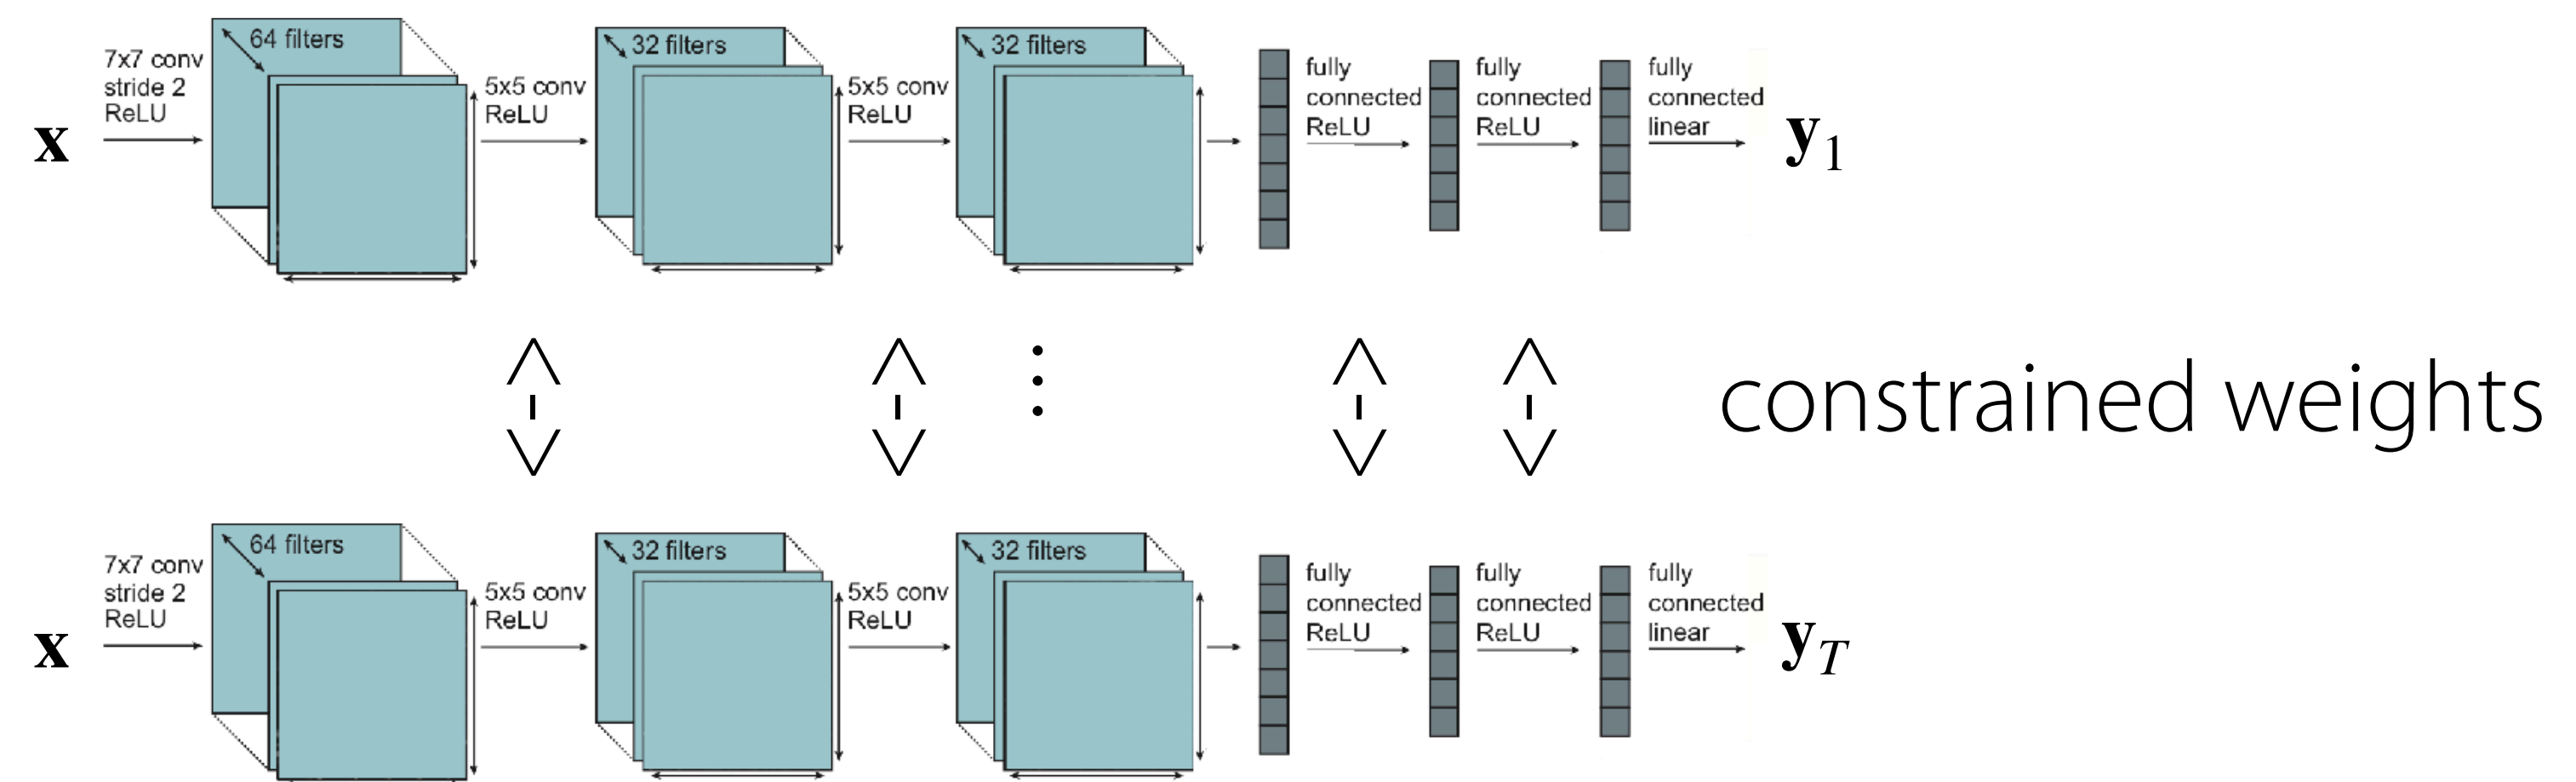 x
7x7 conv
stride 2
ReLU
64 filters
5x5 conv
ReLU
32 filters
5x5 conv
ReLU
32 filters
fully
connected
ReLU
fully
connected
ReLU
fully
connected
linear
y1
<-> <-> ⋮ <-> <->
constrained weights
x
7x7 conv
stride 2
ReLU
64 filters
5x5 conv
ReLU
32 filters
5x5 conv
ReLU
32 filters
fully
connected
ReLU
fully
connected
ReLU
fully
connected
linear
yT